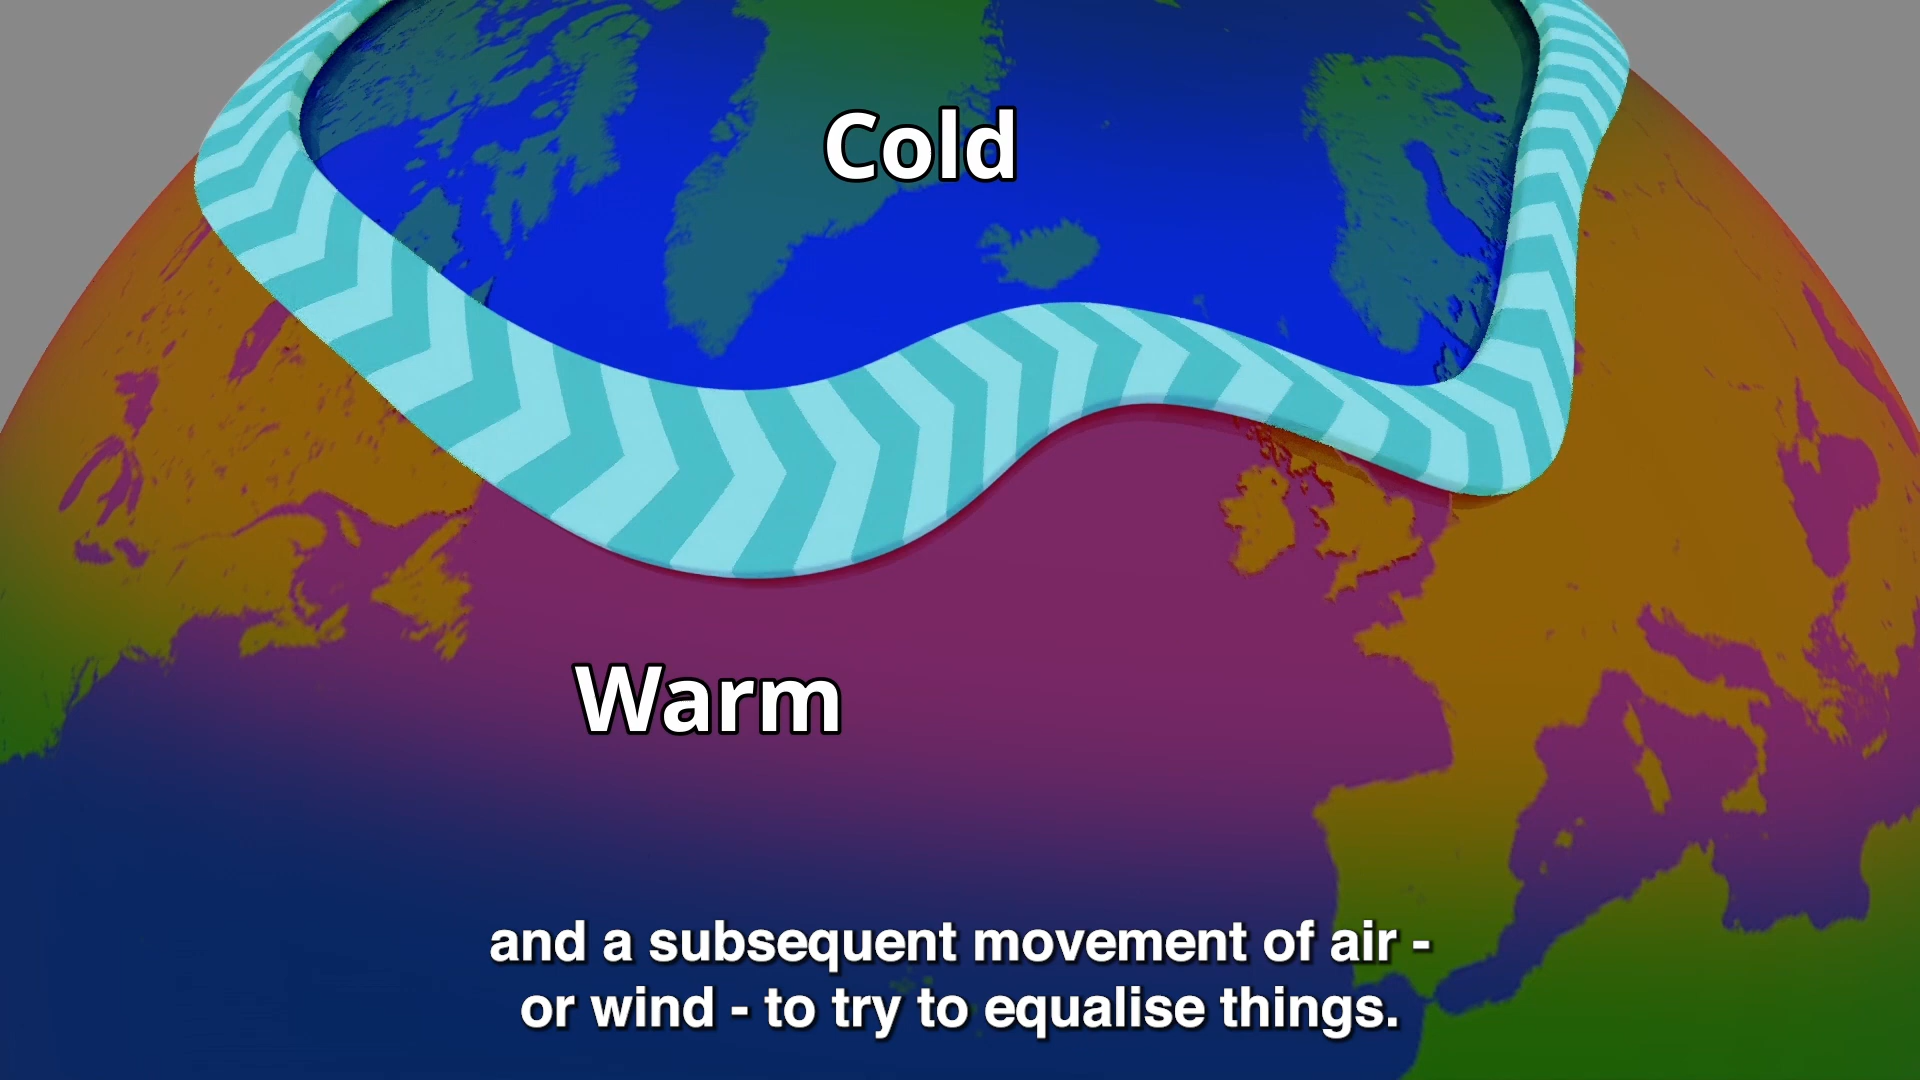 Cold
Warm
and a subsequent movement of air -
or wind - to try to equalise things.